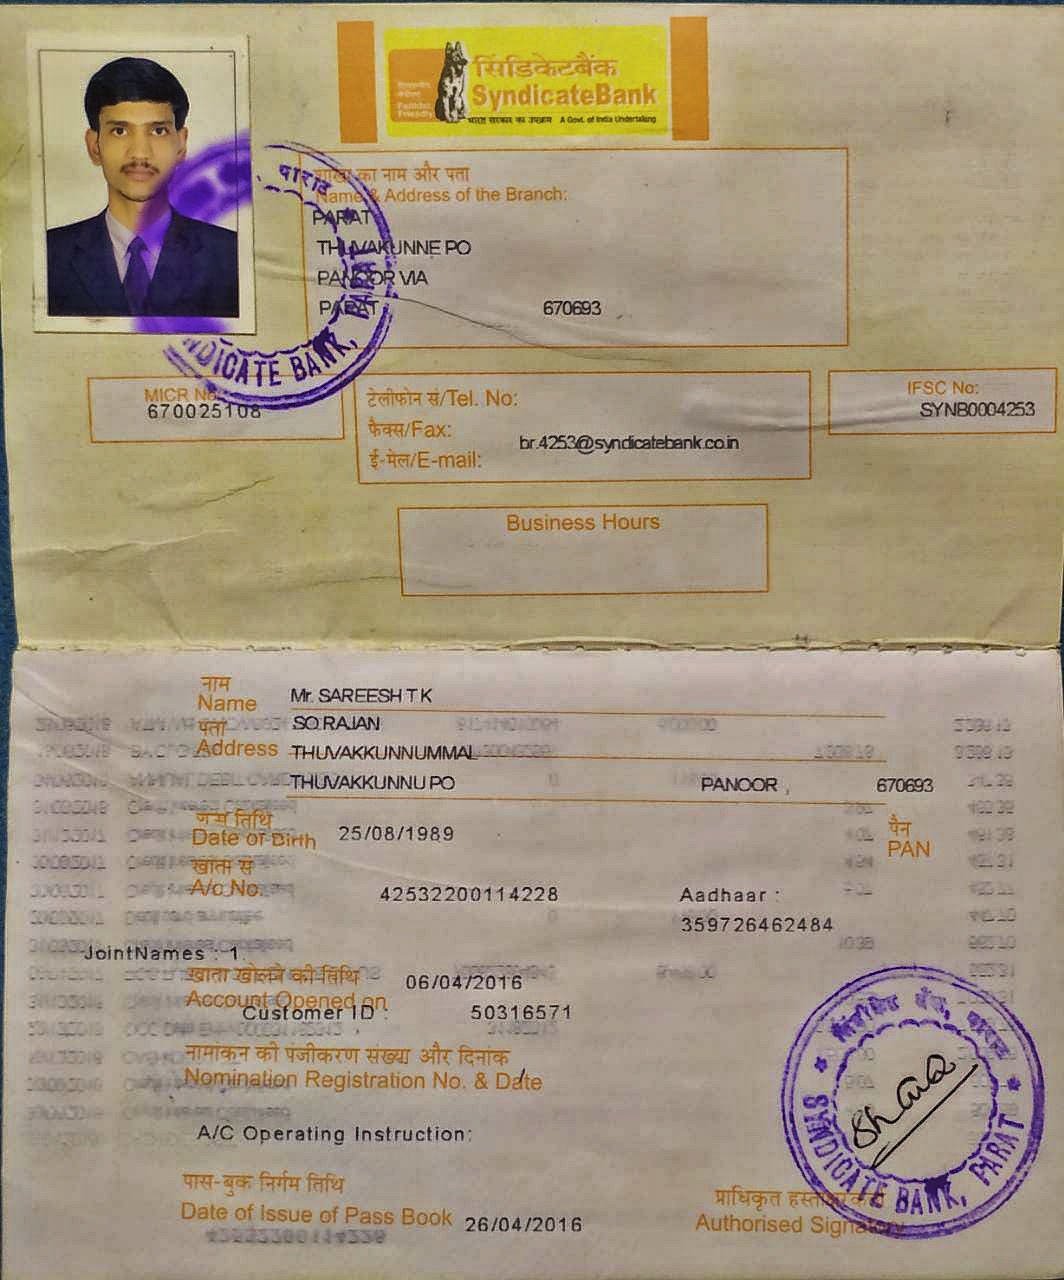 सिंडिकेटबैंक
Faithful, Friendly
SyndicateBank
भारत सरकार का उपक्रम A Govt. of India Undertaking
शाखा का नाम और पता
Name & Address of the Branch:
PARAT
THUVAKUNNE PO
PANOOR VIA
PARAT 670693
पाराट
SYNDICATE BANK, PARAT
MICR No:
670025108
टेलीफोन सं/Tel. No:
फैक्स/Fax:
br.4253@syndicatebank.co.in
ई-मेल/E-mail:
IFSC No:
SYNB0004253
Business Hours
नाम
Name Mr. SAREESH T K
पता SO RAJAN
Address THUVAKKUNNUMMAL
THUVAKKUNNU PO PANOOR , 670693
जन्म तिथि
Date of Birth 25/08/1989
पैन
PAN
खाता सं
A/c No. 42532200114228
Aadhaar :
359726462484
JointNames : 1.
खाता खोलने की तिथि
Account Opened on 06/04/2016
Customer ID : 50316571
नामांकन की पंजीकरण संख्या और दिनांक
Nomination Registration No. & Date
A/C Operating Instruction:
पास-बुक निर्गम तिथि
Date of Issue of Pass Book 26/04/2016
प्राधिकृत हस्ताक्षरकर्ता
Authorised Signatory
सिंडिकेट बैंक, पाराट
SYNDICATE BANK, PARAT